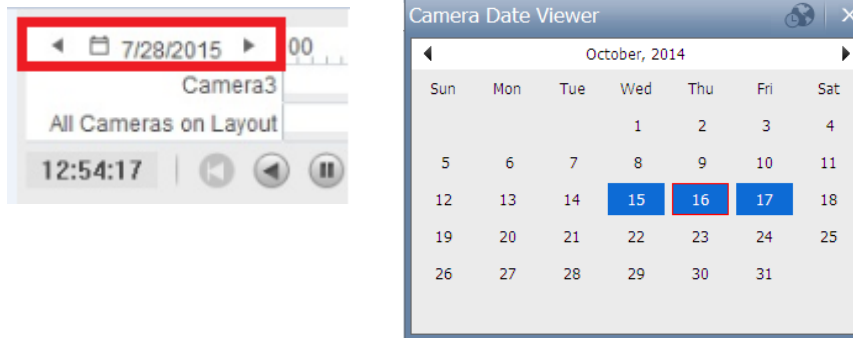 7/28/2015
00
Camera3
All Cameras on Layout
12:54:17
Camera Date Viewer
October, 2014
Sun Mon Tue Wed Thu Fri Sat
1 2 3 4
5 6 7 8 9 10 11
12 13 14 15 16 17 18
19 20 21 22 23 24 25
26 27 28 29 30 31